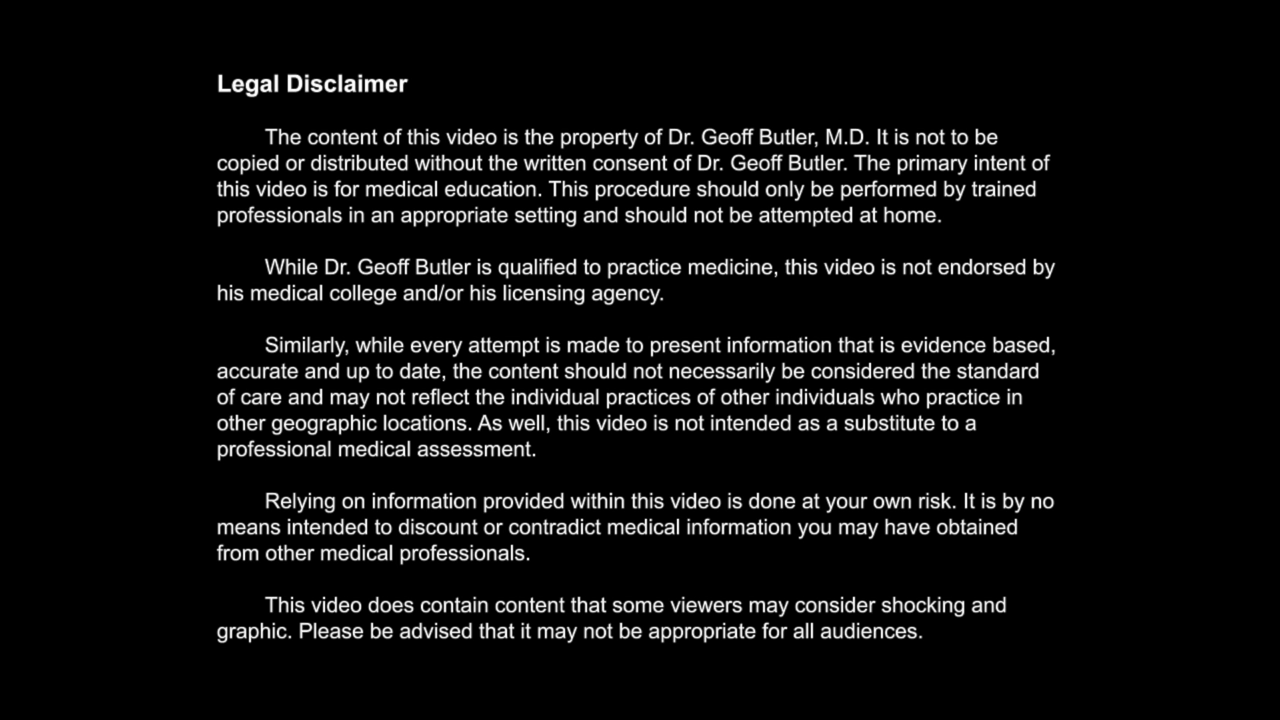 Legal Disclaimer
The content of this video is the property of Dr. Geoff Butler, M.D. It is not to be
copied or distributed without the written consent of Dr. Geoff Butler. The primary intent of
this video is for medical education. This procedure should only be performed by trained
professionals in an appropriate setting and should not be attempted at home.
While Dr. Geoff Butler is qualified to practice medicine, this video is not endorsed by
his medical college and/or his licensing agency.
Similarly, while every attempt is made to present information that is evidence based,
accurate and up to date, the content should not necessarily be considered the standard
of care and may not reflect the individual practices of other individuals who practice in
other geographic locations. As well, this video is not intended as a substitute to a
professional medical assessment.
Relying on information provided within this video is done at your own risk. It is by no
means intended to discount or contradict medical information you may have obtained
from other medical professionals.
This video does contain content that some viewers may consider shocking and
graphic. Please be advised that it may not be appropriate for all audiences.